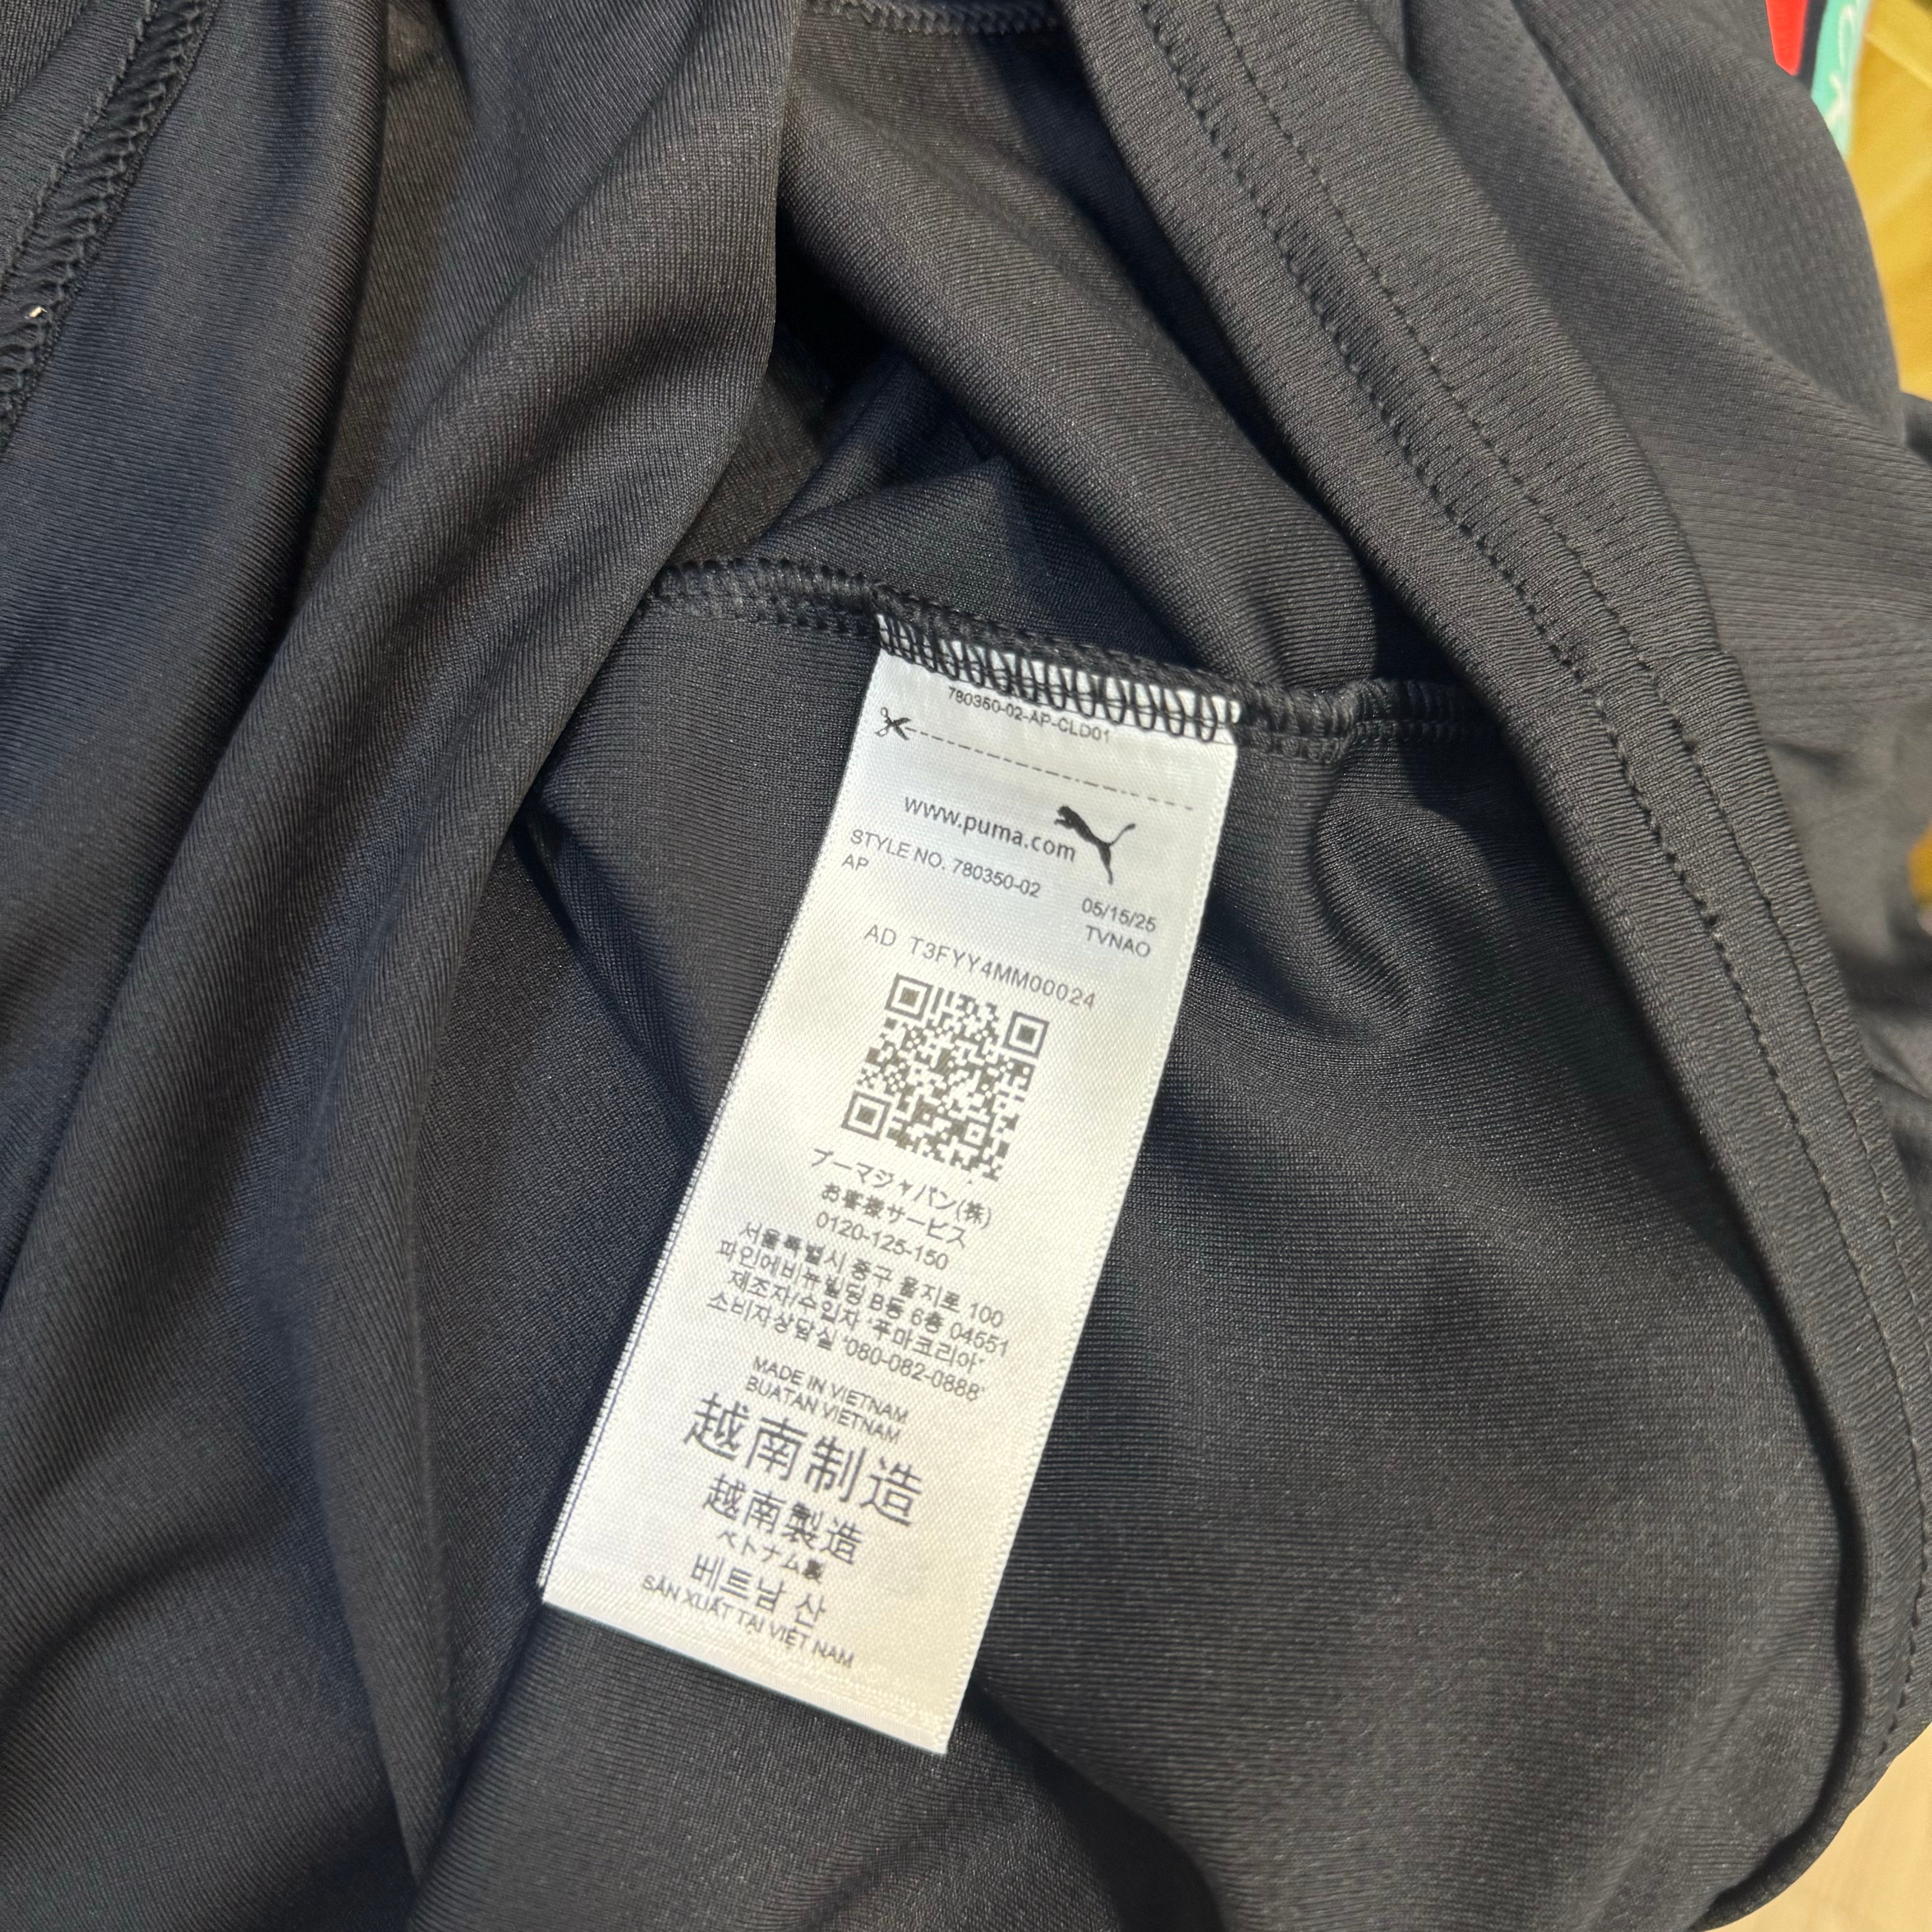 780350-02-AP-CLD01
www.puma.com
STYLE NO. 780350-02
AP
05/15/25
TVNAO
AD T3FYY4MM00024
プーマジャパン(株)
お客様サービス
0120-125-150
서울특별시 중구 을지로 100
파인에비뉴빌딩 B동 6층 04551
제조자/수입자 '푸마코리아'
소비자상담실 '080-082-0888'
MADE IN VIETNAM
BUATAN VIETNAM
越南制造
越南製造
ベトナム製
베트남 산
SẢN XUẤT TẠI VIỆT NAM